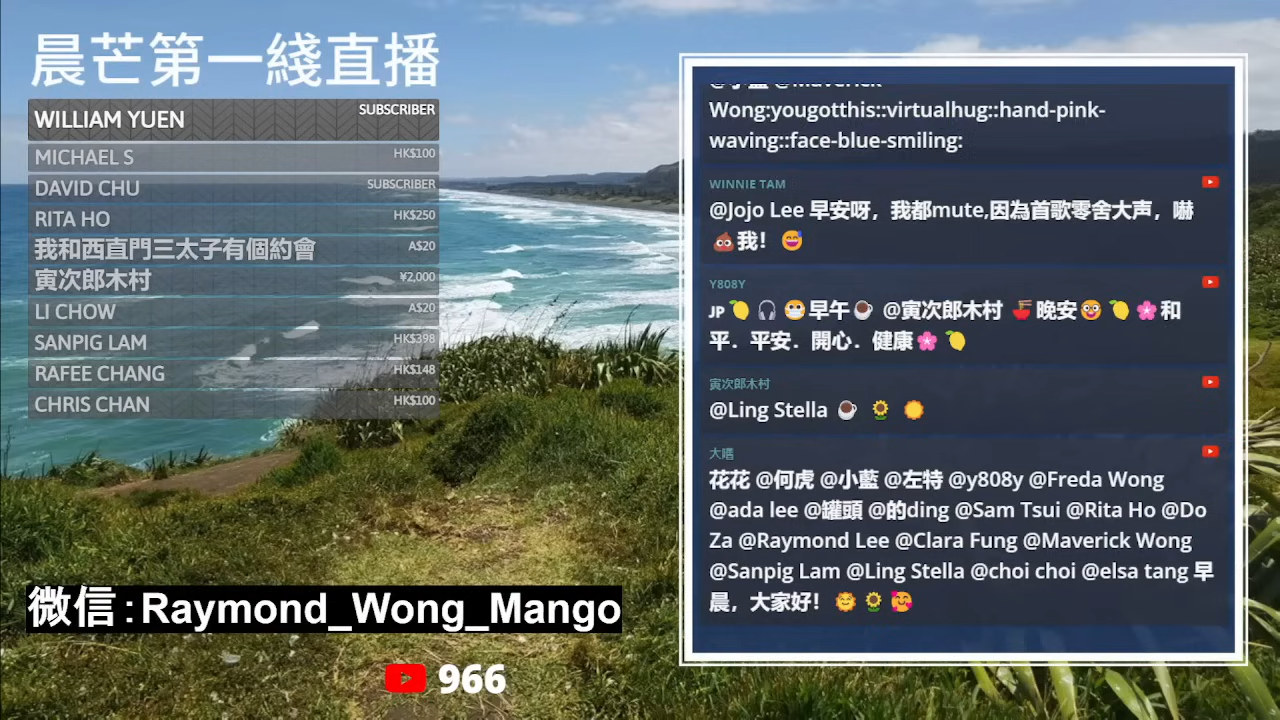 晨芒第一綫直播
WILLIAM YUEN SUBSCRIBER
MICHAEL S HK$100
DAVID CHU SUBSCRIBER
RITA HO HK$250
我和西直門三太子有個約會 A$20
寅次郎木村 ¥2,000
LI CHOW A$20
SANPIG LAM HK$398
RAFEE CHANG HK$148
CHRIS CHAN HK$100
微信:Raymond_Wong_Mango
966
@小藍 @Maverick
Wong:yougotthis::virtualhug::hand-pink-
waving::face-blue-smiling:
WINNIE TAM
@Jojo Lee 早安呀，我都mute,因為首歌零舍大声，嚇
💩我！ 😅
Y808Y
JP🍋 🎧 😷早午☕ @寅次郎木村 🍜晚安🤡 🍋 🌸和
平．平安．開心．健康🌸 🍋
寅次郎木村
@Ling Stella ☕ 🌻 🌞
大嚐
花花 @何虎 @小藍 @左特 @y808y @Freda Wong
@ada lee @罐頭 @的ding @Sam Tsui @Rita Ho @Do
Za @Raymond Lee @Clara Fung @Maverick Wong
@Sanpig Lam @Ling Stella @choi choi @elsa tang 早
晨，大家好！ 🌞 🌻 🥰